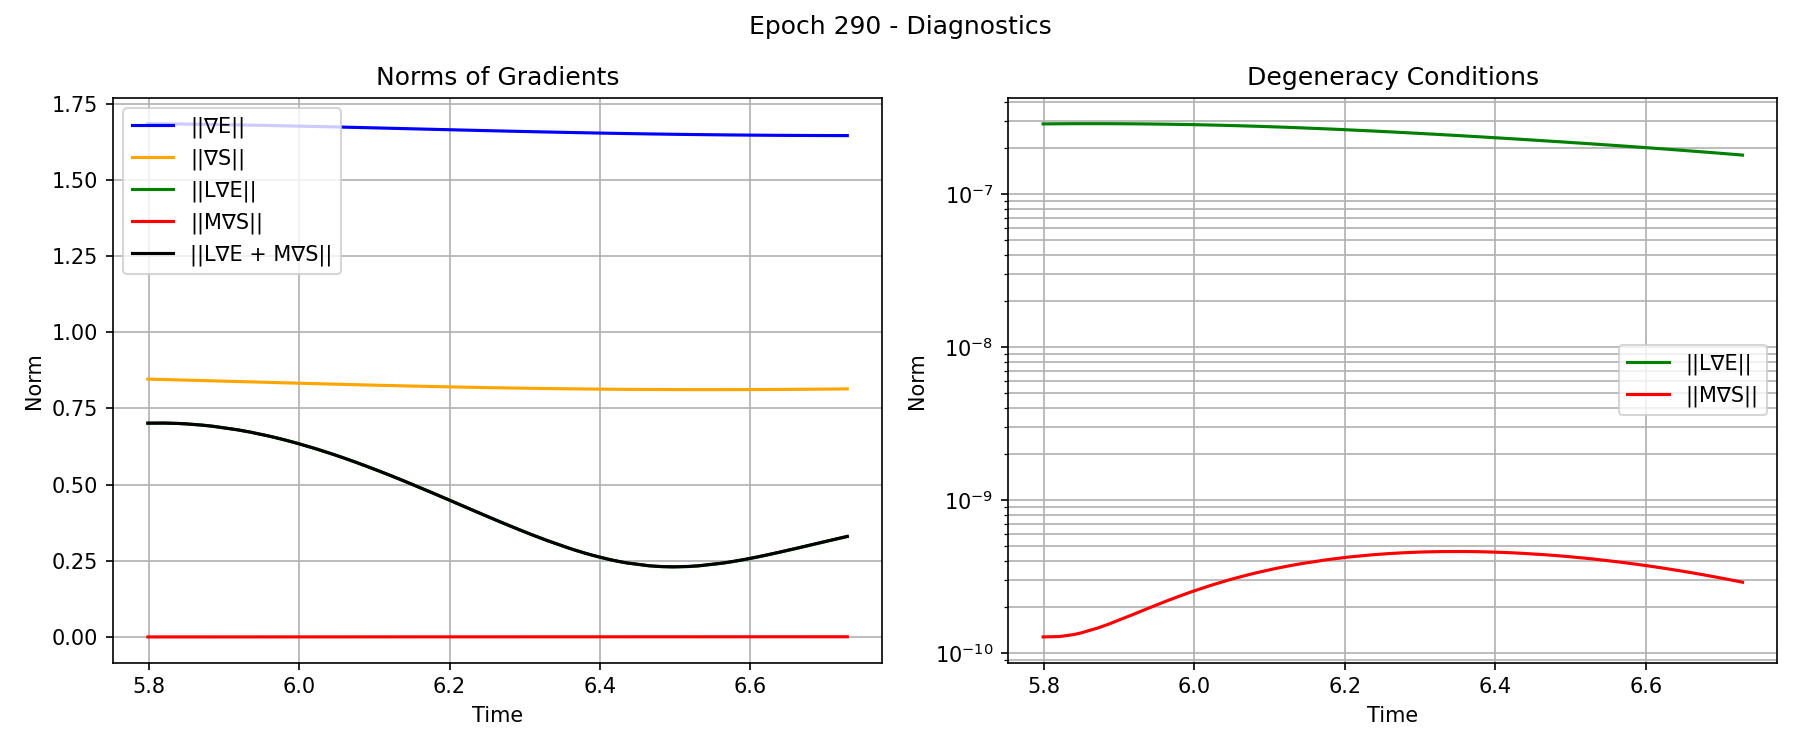 Epoch 290 - Diagnostics
Norms of Gradients
1.75
1.50
1.25
1.00
0.75
0.50
0.25
0.00
Norm
||∇E||
||∇S||
||L∇E||
||M∇S||
||L∇E + M∇S||
5.8
6.0
6.2
6.4
6.6
Time
Degeneracy Conditions
10⁻⁷
10⁻⁸
10⁻⁹
10⁻¹⁰
Norm
||L∇E||
||M∇S||
5.8
6.0
6.2
6.4
6.6
Time